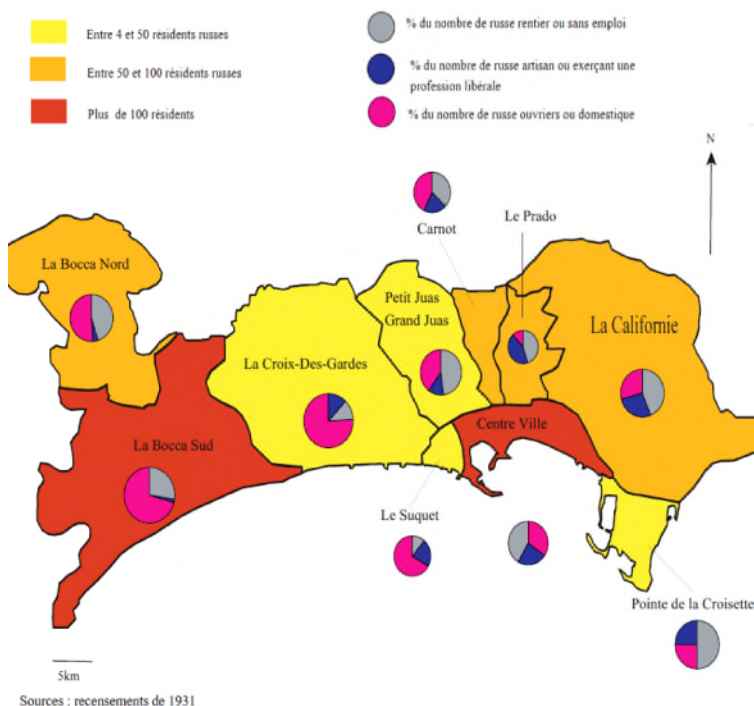 Entre 4 et 50 résidents russes
Entre 50 et 100 résidents russes
Plus de 100 résidents
% du nombre de russe rentier ou sans emploi
% du nombre de russe artisan ou exerçant une
profession libérale
% du nombre de russe ouvriers ou domestique
N
Carnot
Le Prado
La Bocca Nord
Petit Juas
Grand Juas
La Californie
La Croix-Des-Gardes
Centre Ville
La Bocca Sud
Le Suquet
Pointe de la Croisette
5km
Sources : recensements de 1931